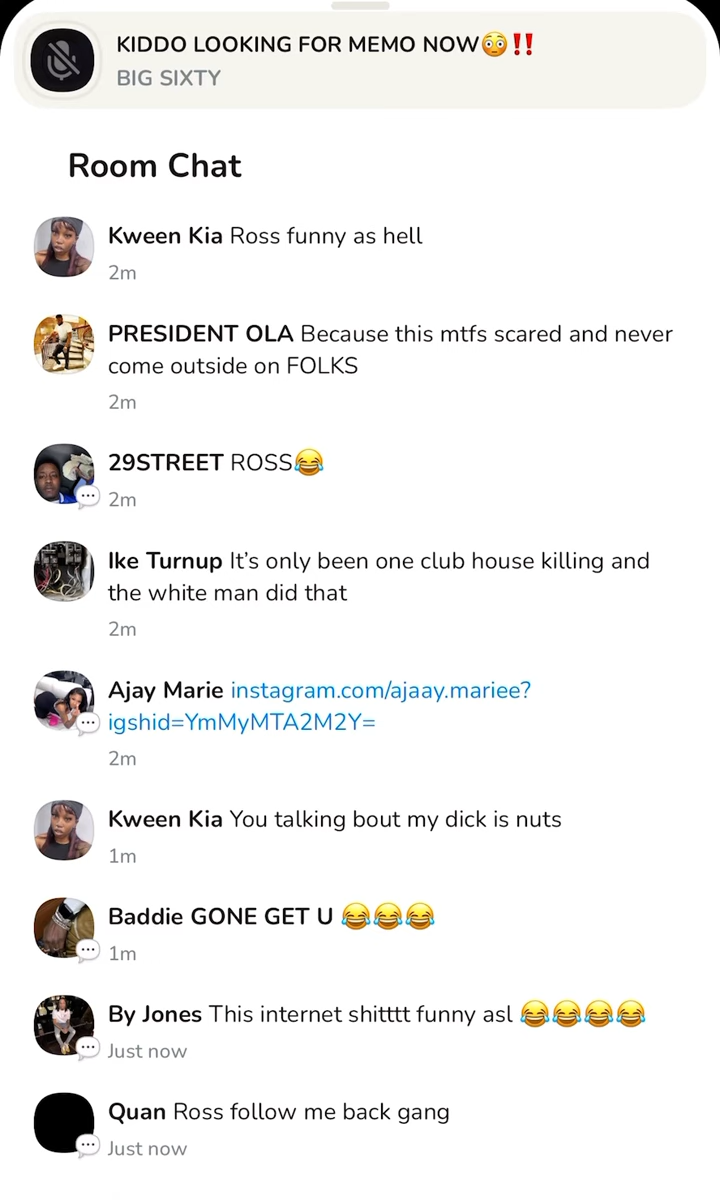 KIDDO LOOKING FOR MEMO NOW😳‼️
BIG SIXTY
Room Chat
Kween Kia Ross funny as hell
2m
PRESIDENT OLA Because this mtfs scared and never
come outside on FOLKS
2m
29STREET ROSS😂
2m
Ike Turnup It’s only been one club house killing and
the white man did that
2m
Ajay Marie instagram.com/ajaay.mariee?
igshid=YmMyMTA2M2Y=
2m
Kween Kia You talking bout my dick is nuts
1m
Baddie GONE GET U 😂😂😂
1m
By Jones This internet shitttt funny asl 😂😂😂😂
Just now
Quan Ross follow me back gang
Just now